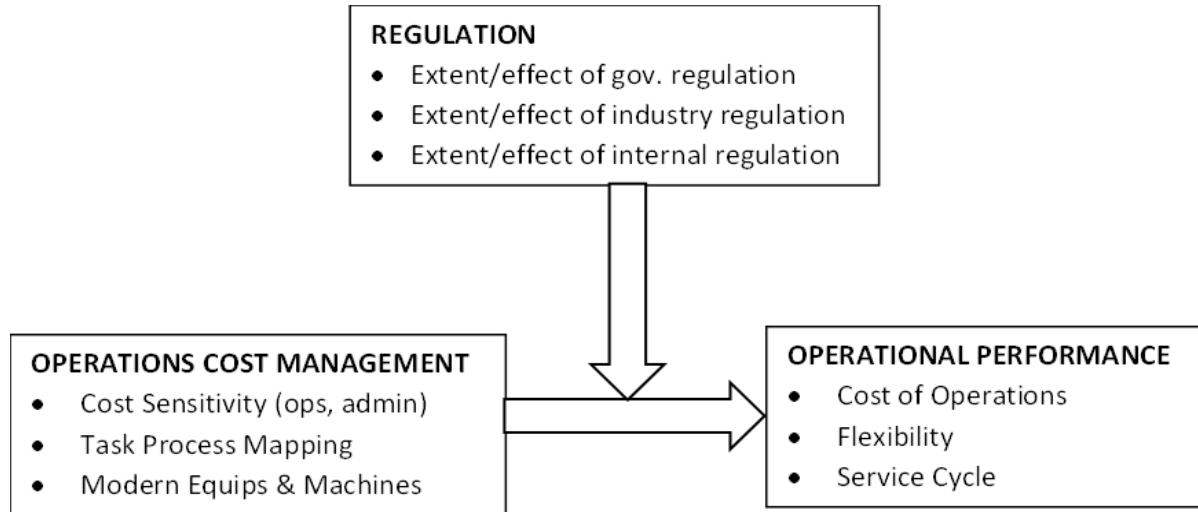 REGULATION
• Extent/effect of gov. regulation
• Extent/effect of industry regulation
• Extent/effect of internal regulation
OPERATIONS COST MANAGEMENT
• Cost Sensitivity (ops, admin)
• Task Process Mapping
• Modern Equips & Machines
OPERATIONAL PERFORMANCE
• Cost of Operations
• Flexibility
• Service Cycle